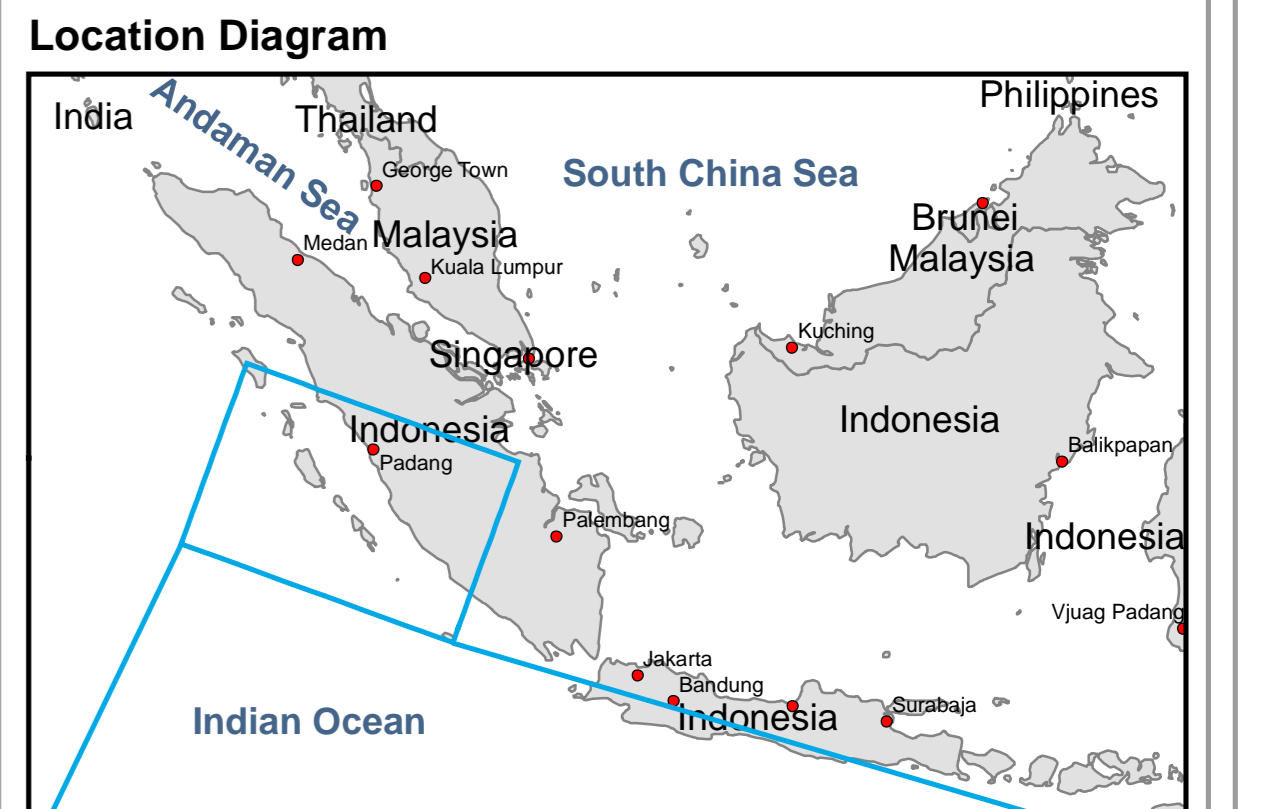 Location Diagram
Philippines
India
Andaman Sea
Thailand
South China Sea
George Town
Brunei
Medan
Malaysia
Malaysia
Kuala Lumpur
Kuching
Singapore
Indonesia
Indonesia
Padang
Balikpapan
Palembang
Indonesia
Vjuag Padang
Jakarta
Bandung
Surabaja
Indonesia
Indian Ocean